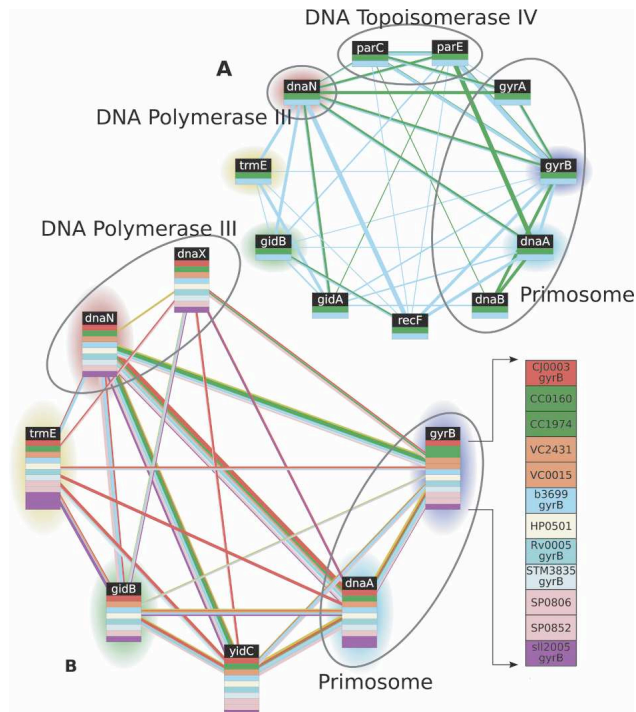 DNA Topoisomerase IV
parC
parE
A
dnaN
gyrA
DNA Polymerase III
trmE
gyrB
DNA Polymerase III
gidB
dnaA
dnaX
gidA
dnaB
Primosome
recF
dnaN
CJ0003
gyrB
CC0160
CC1974
trmE
gyrB
VC2431
VC0015
b3699
gyrB
HP0501
Rv0005
gyrB
STM3835
gyrB
gidB
dnaA
SP0806
SP0852
yidC
sll2005
gyrB
B
Primosome